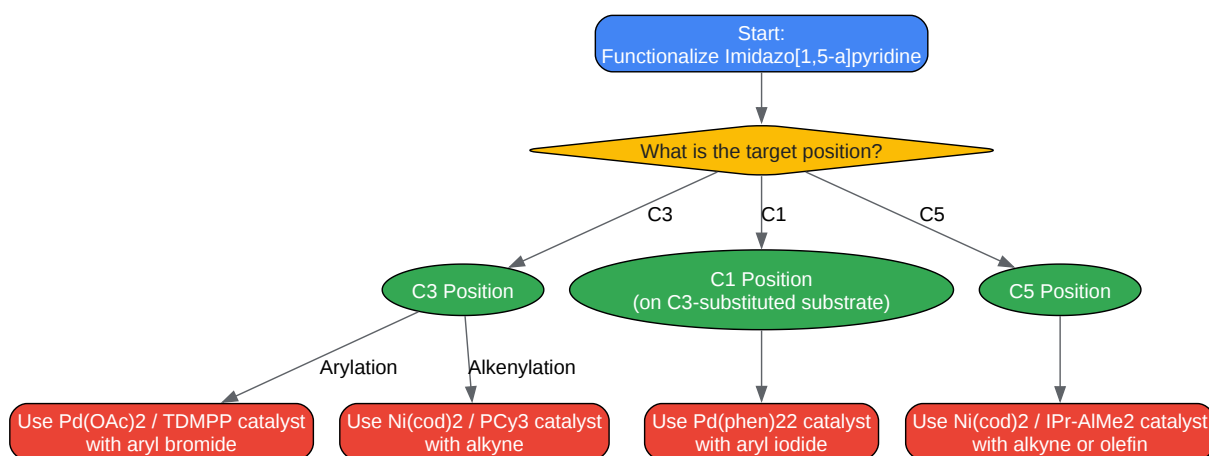 Start:
Functionalize Imidazo[1,5-a]pyridine
What is the target position?
C3
C1
C5
C3 Position
C1 Position
(on C3-substituted substrate)
C5 Position
Arylation
Alkenylation
Use Pd(OAc)2 / TDMPP catalyst
with aryl bromide
Use Ni(cod)2 / PCy3 catalyst
with alkyne
Use Pd(phen)22 catalyst
with aryl iodide
Use Ni(cod)2 / IPr-AlMe2 catalyst
with alkyne or olefin